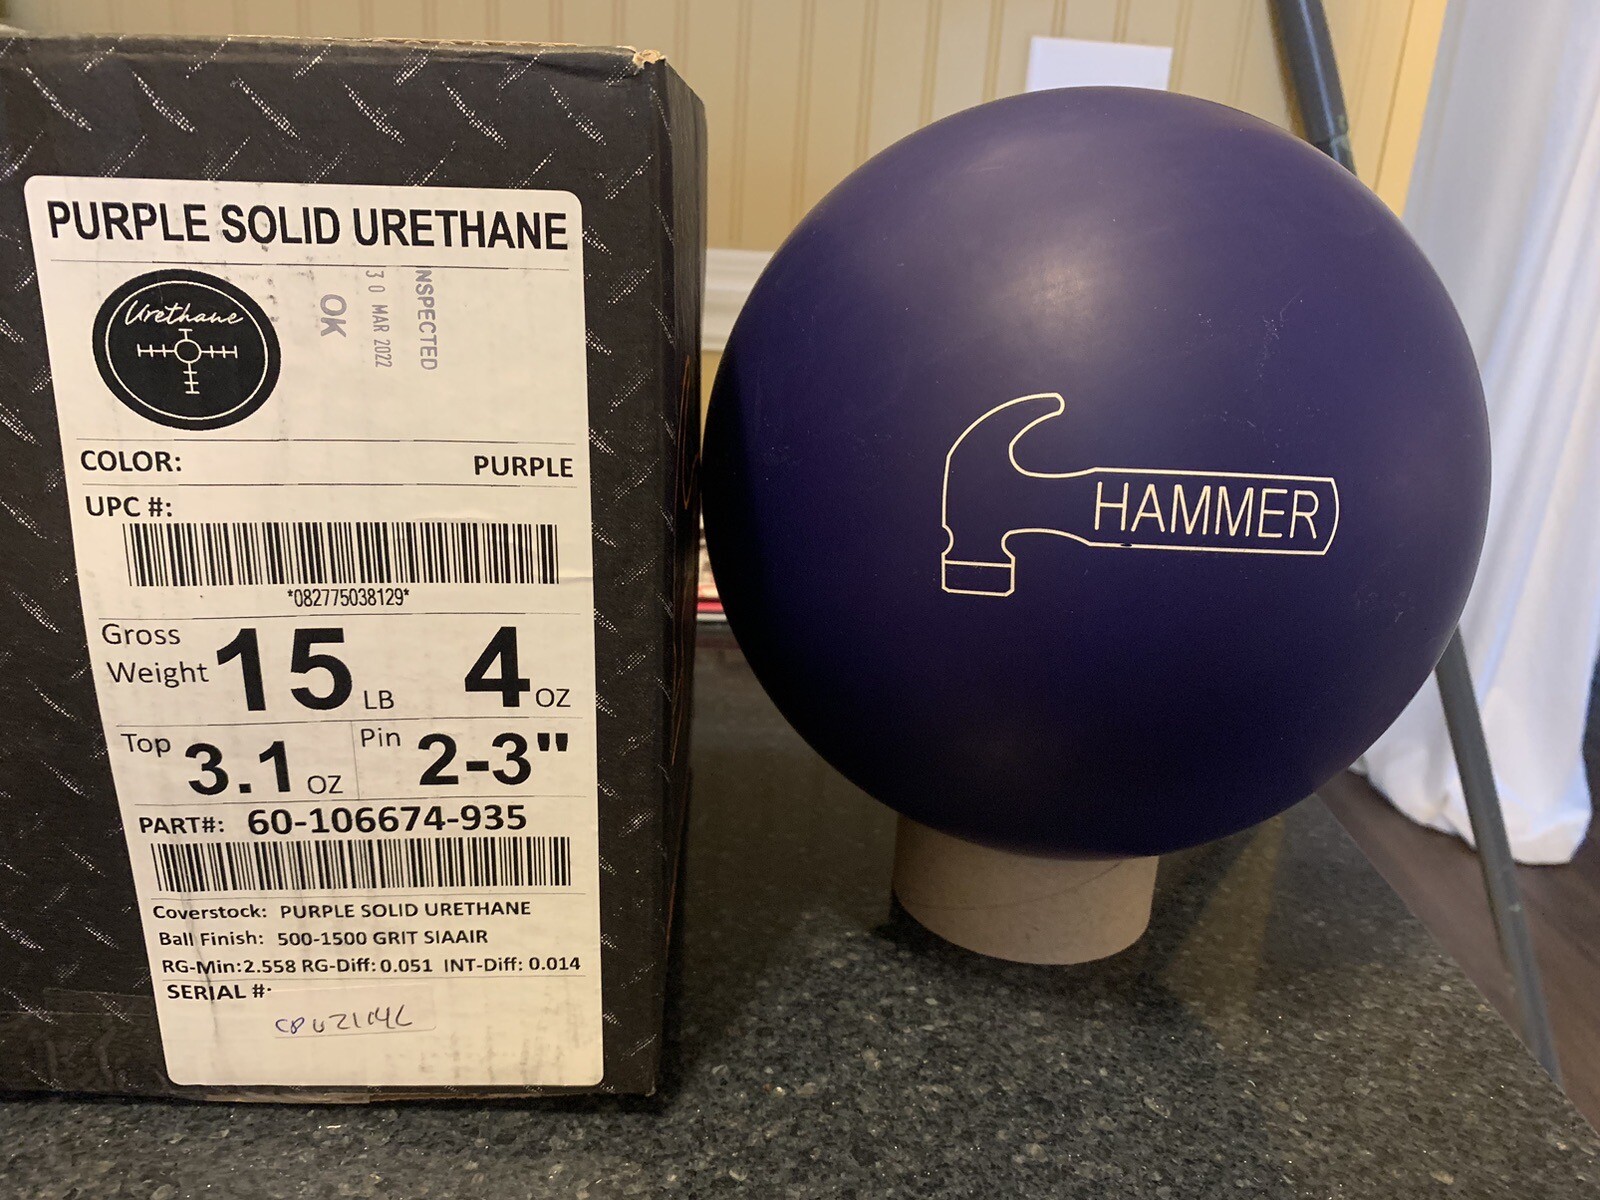 PURPLE SOLID URETHANE
Urethane
OK
30 MAR 2022
NSPECTED
COLOR: PURPLE
UPC #:
*082775038129*
Gross Weight 15 LB 4 OZ
Top 3.1 OZ Pin 2-3"
PART#: 60-106674-935
Coverstock: PURPLE SOLID URETHANE
Ball Finish: 500-1500 GRIT SIAAIR
RG-Min:2.558 RG-Diff: 0.051 INT-Diff: 0.014
SERIAL #:
HAMMER